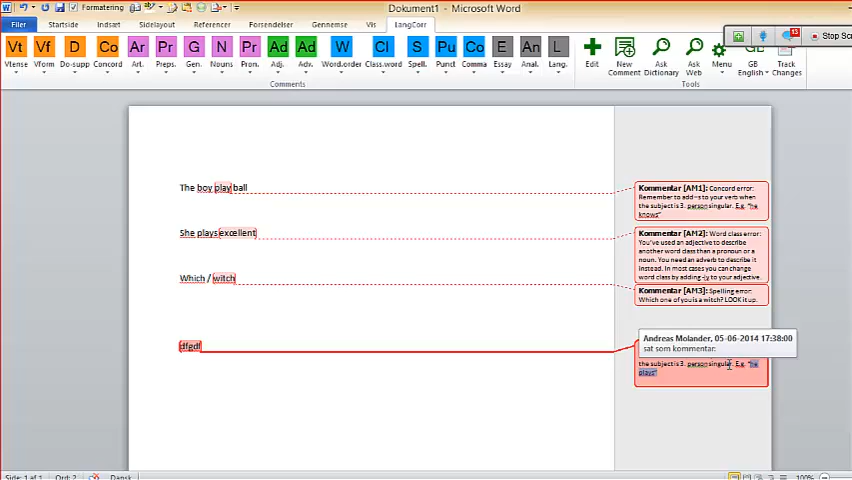 Dokument1 - Microsoft Word
Formatering
Filer Startside Indsæt Sidelayout Referencer Forsendelser Gennemse Vis LangCorr
15 Stop Scr
Vt Vf D Co Ar Pr G N Pr Ad Ad W Cl S Pu Co E An L
GB
Vtense Vform Do-supp Concord Art. Preps. Gen. Nouns Pron. Adj. Adv. Word.order Class.word Spell. Punct Comma Essay Anal. Lang. Edit New Comment Ask Dictionary Ask Web Menu English Track Changes
Comments Tools
The boy play ball
Kommentar [AM1]: Concord error:
Remember to add -s to your verb when
the subject is 3. person singular. E.g. "he
knows"
She plays excellent
Kommentar [AM2]: Word class error:
You've used an adjective to describe
another word class than a pronoun or a
noun. You need an adverb to describe it
instead. In most cases you can change
word class by adding -ly to your adjective.
Which / witch
Kommentar [AM3]: Spelling error:
Which one of you is a witch? LOOK it up.
dfgdf
Andreas Molander, 05-06-2014 17:38:00
sat som kommentar:
the subject is 3. person singular. E.g. "he
plays"
Side: 1 af 1 Ord: 2 Dansk 100%